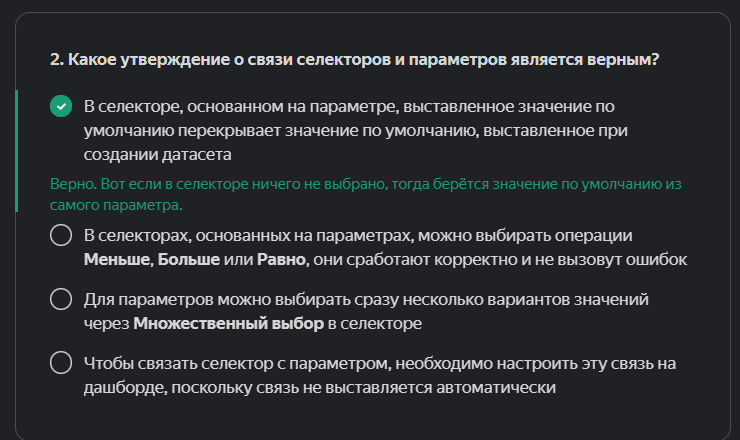 2. Какое утверждение о связи селекторов и параметров является верным?
В селекторе, основанном на параметре, выставленное значение по
умолчанию перекрывает значение по умолчанию, выставленное при
создании датасета
Верно. Вот если в селекторе ничего не выбрано, тогда берётся значение по умолчанию из
самого параметра.
В селекторах, основанных на параметрах, можно выбирать операции
Меньше, Больше или Равно, они сработают корректно и не вызовут ошибок
Для параметров можно выбирать сразу несколько вариантов значений
через Множественный выбор в селекторе
Чтобы связать селектор с параметром, необходимо настроить эту связь на
дашборде, поскольку связь не выставляется автоматически